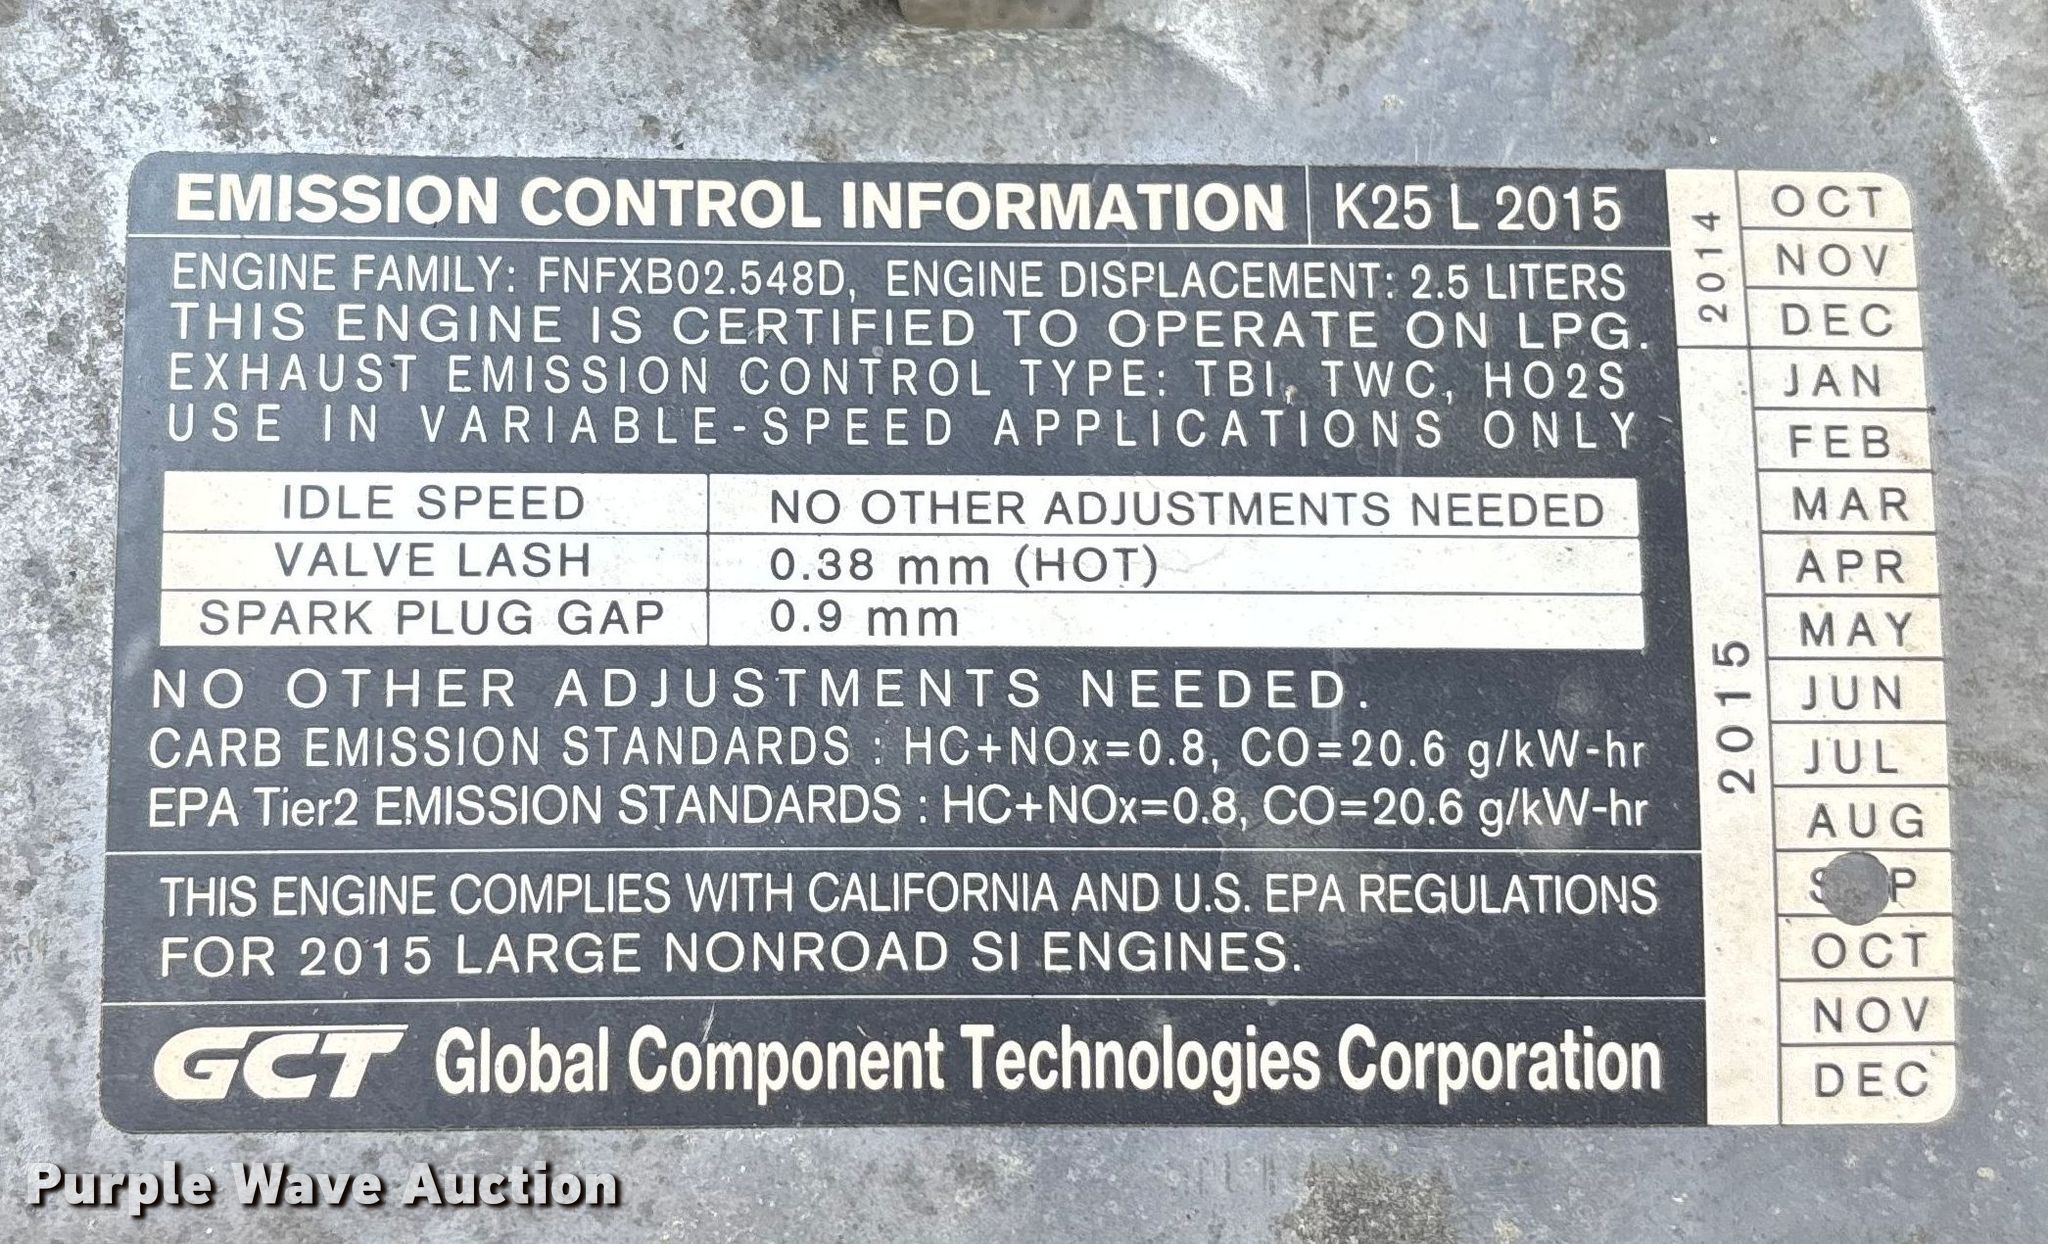 EMISSION CONTROL INFORMATION K25 L 2015
ENGINE FAMILY: FNFXB02.548D, ENGINE DISPLACEMENT: 2.5 LITERS
THIS ENGINE IS CERTIFIED TO OPERATE ON LPG.
EXHAUST EMISSION CONTROL TYPE: TBI, TWC, HO2S
USE IN VARIABLE-SPEED APPLICATIONS ONLY
IDLE SPEED NO OTHER ADJUSTMENTS NEEDED
VALVE LASH 0.38 mm (HOT)
SPARK PLUG GAP 0.9 mm
NO OTHER ADJUSTMENTS NEEDED.
CARB EMISSION STANDARDS : HC+NOx=0.8, CO=20.6 g/kW-hr
EPA Tier2 EMISSION STANDARDS : HC+NOx=0.8, CO=20.6 g/kW-hr
THIS ENGINE COMPLIES WITH CALIFORNIA AND U.S. EPA REGULATIONS
FOR 2015 LARGE NONROAD SI ENGINES.
GCT Global Component Technologies Corporation
2014
OCT
NOV
DEC
2015
JAN
FEB
MAR
APR
MAY
JUN
JUL
AUG
OCT
NOV
DEC
Purple Wave Auction